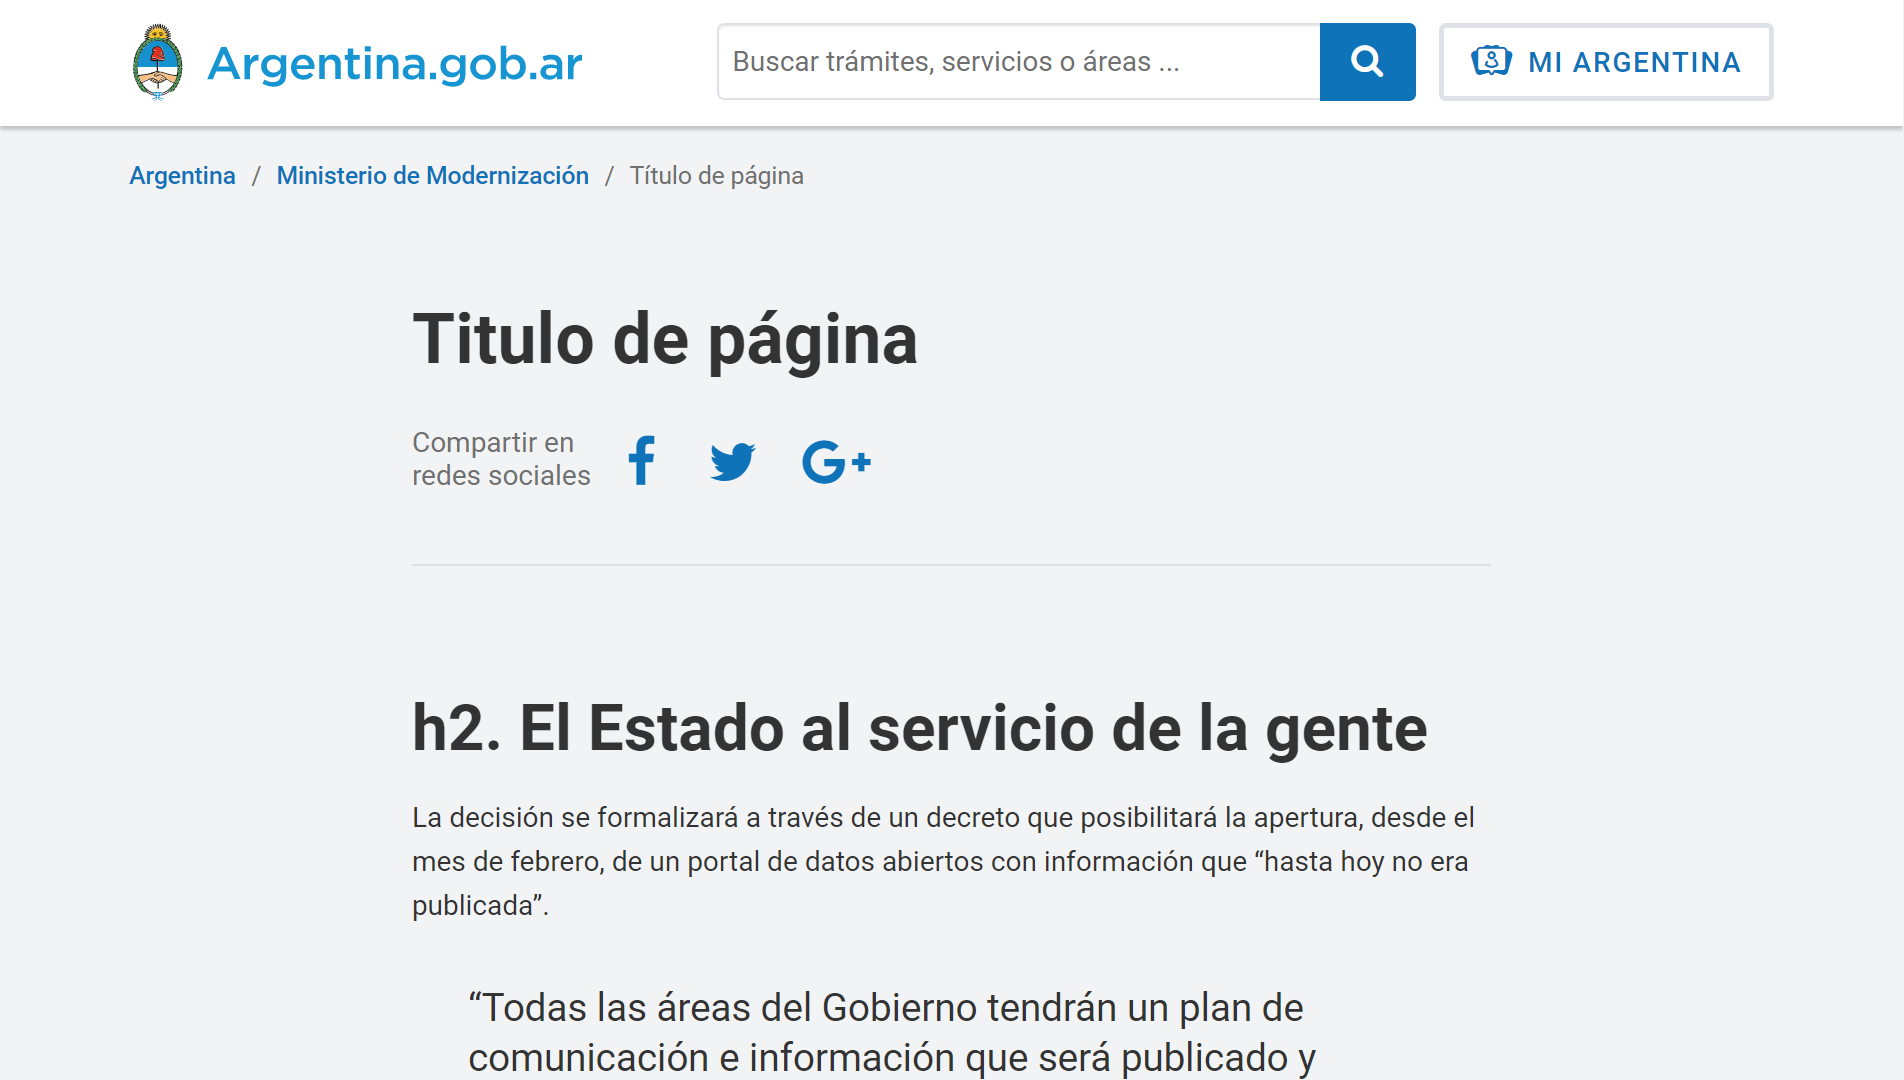 Argentina.gob.ar
Buscar trámites, servicios o áreas ...
MI ARGENTINA
Argentina / Ministerio de Modernización / Título de página
Titulo de página
Compartir en
redes sociales
G+
h2. El Estado al servicio de la gente
La decisión se formalizará a través de un decreto que posibilitará la apertura, desde el
mes de febrero, de un portal de datos abiertos con información que “hasta hoy no era
publicada”.
“Todas las áreas del Gobierno tendrán un plan de
comunicación e información que será publicado y